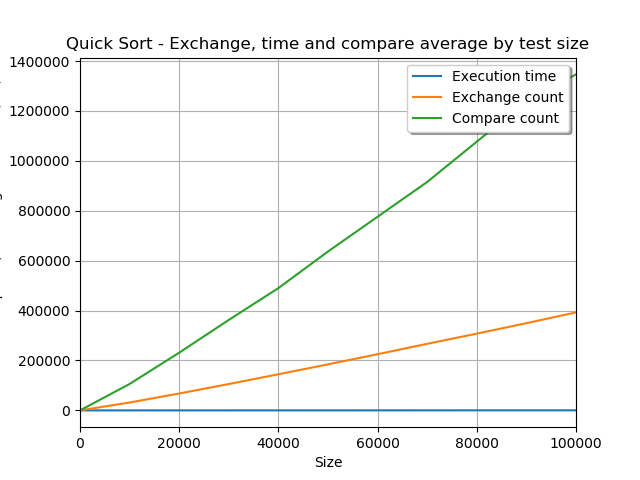 Quick Sort - Exchange, time and compare average by test size
1400000
1200000
1000000
800000
600000
400000
200000
0
Execution time
Exchange count
Compare count
0 20000 40000 60000 80000 100000
Size